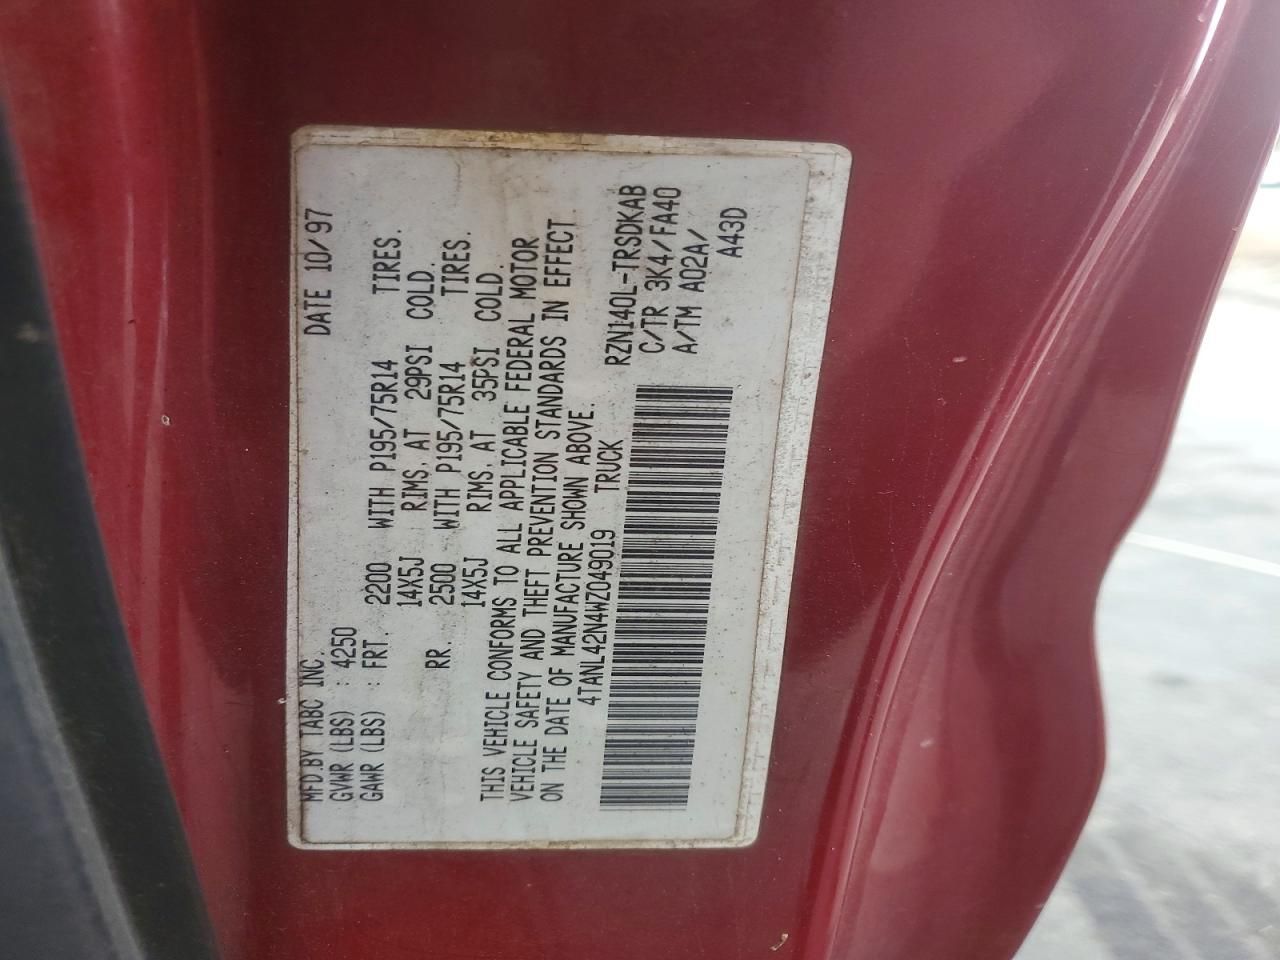 MFD.BY TABC INC. DATE 10/97
GVWR (LBS) : 4250
GAWR (LBS) : FRT. 2200 WITH P195/75R14 TIRES.
14X5J RIMS. AT 29PSI COLD.
RR. 2500 WITH P195/75R14 TIRES.
14X5J RIMS. AT 35PSI COLD.
THIS VEHICLE CONFORMS TO ALL APPLICABLE FEDERAL MOTOR
VEHICLE SAFETY AND THEFT PREVENTION STANDARDS IN EFFECT
ON THE DATE OF MANUFACTURE SHOWN ABOVE.
4TANL42N4WZ049019 TRUCK
RZN140L-TRSDKAB
C/TR 3K4/FA40
A/TM A02A/
A43D